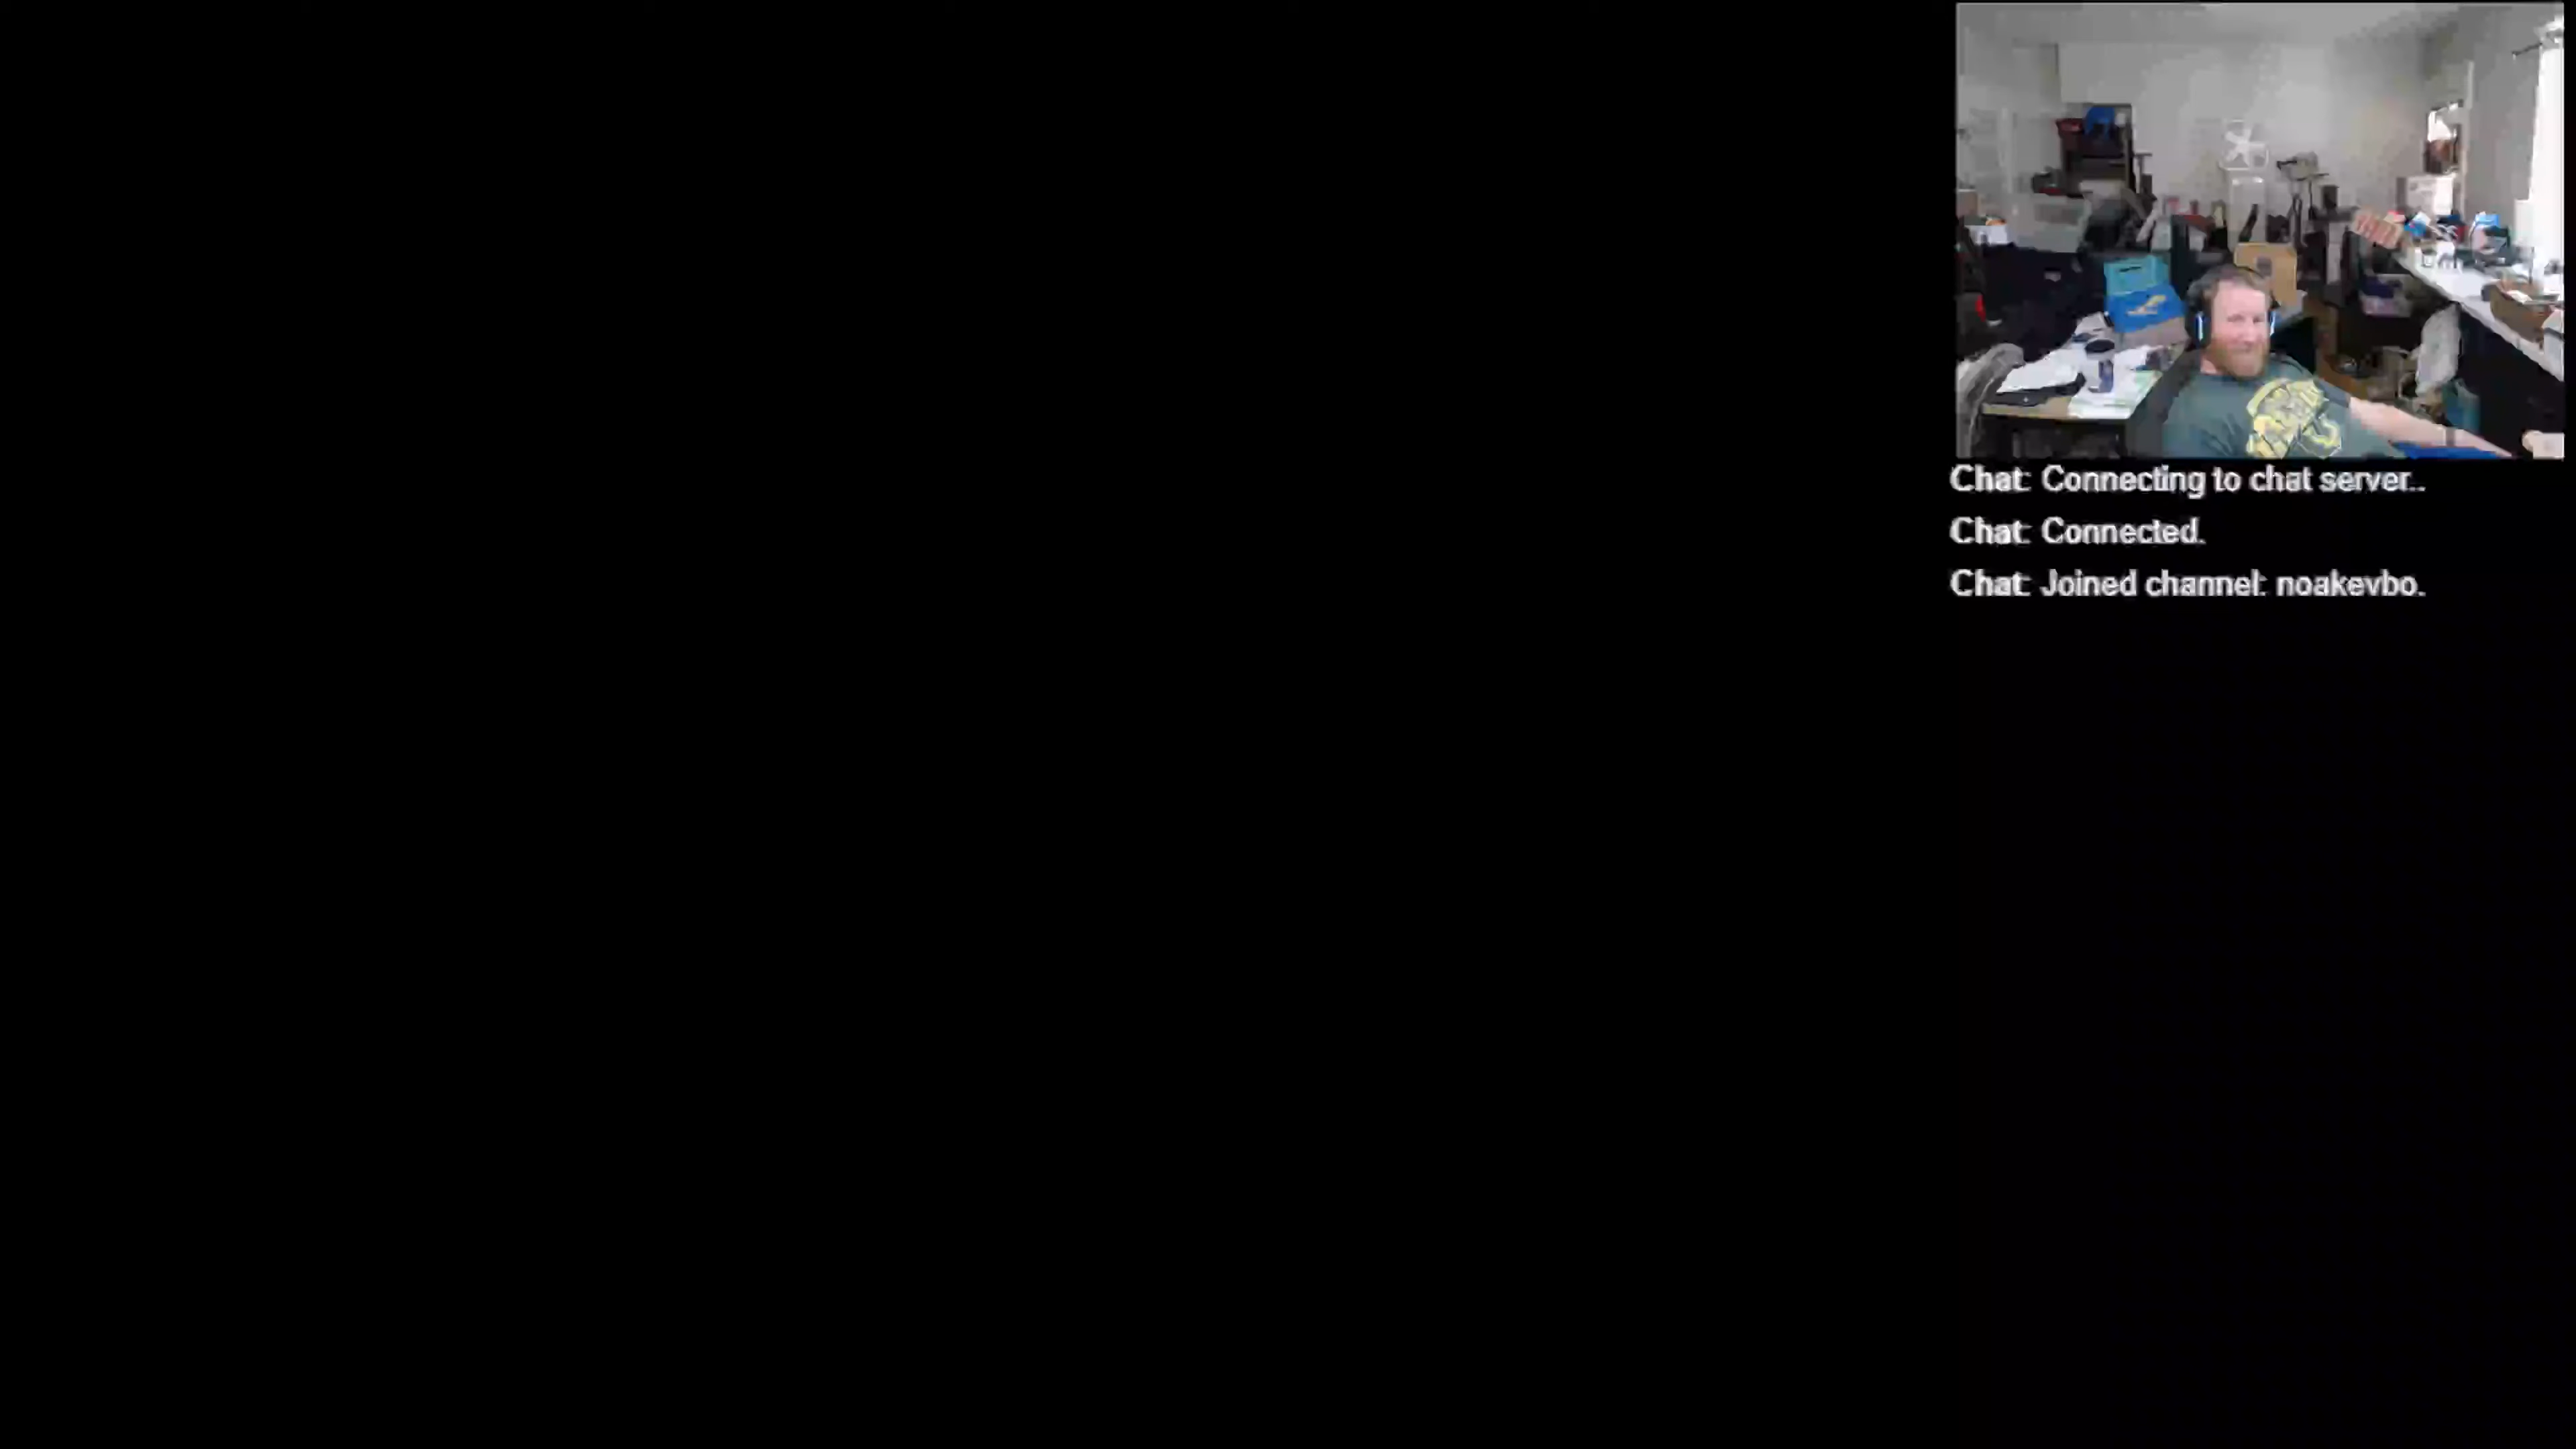 Chat: Connecting to chat server..
Chat: Connected.
Chat: Joined channel: noakevbo.